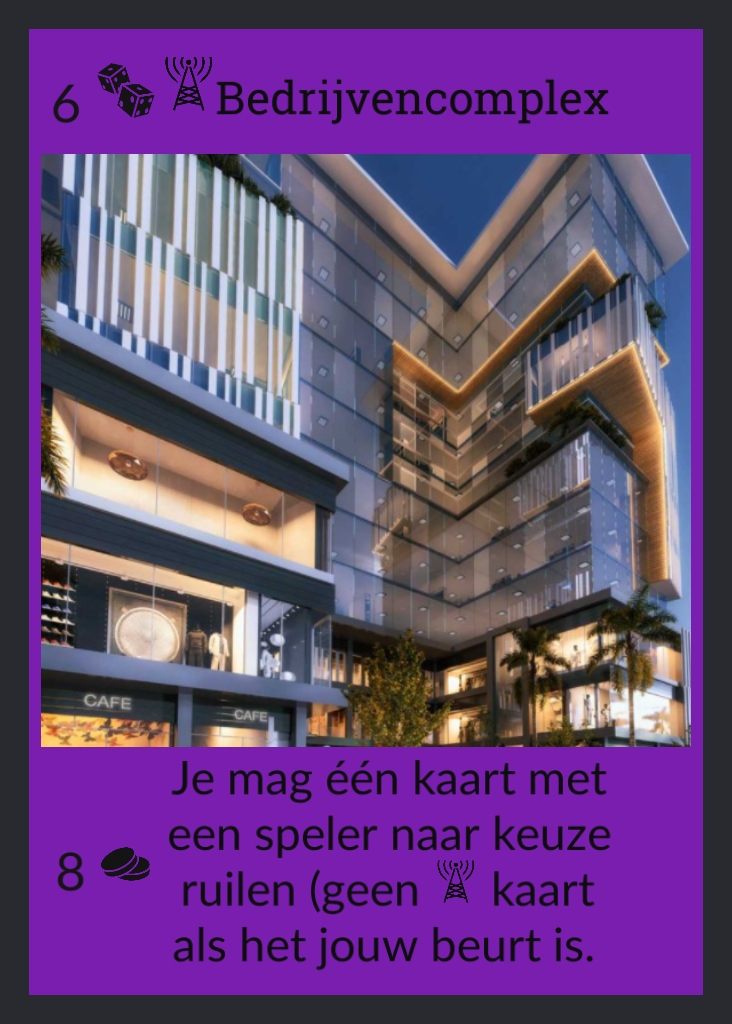 6 Bedrijvencomplex
CAFE
CAFE
Je mag één kaart met
een speler naar keuze
8
ruilen (geen kaart
als het jouw beurt is.